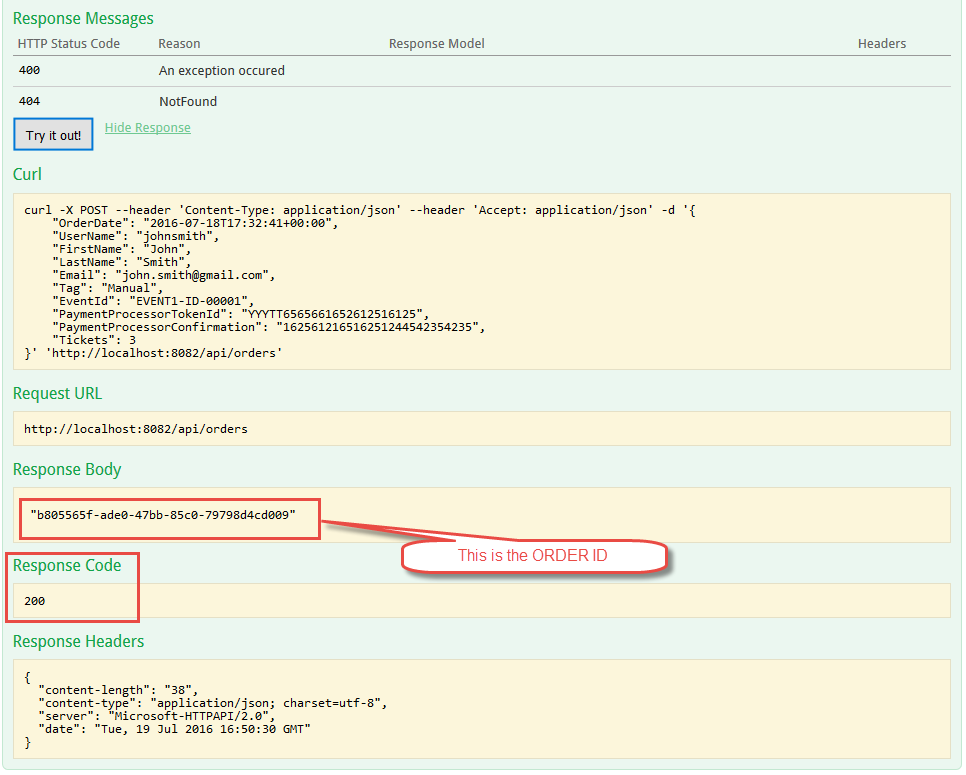 Response Messages
HTTP Status Code Reason Response Model Headers
400 An exception occured
404 NotFound
Try it out! Hide Response
Curl
curl -X POST --header 'Content-Type: application/json' --header 'Accept: application/json' -d '{
    "OrderDate": "2016-07-18T17:32:41+00:00",
    "UserName": "johnsmith",
    "FirstName": "John",
    "LastName": "Smith",
    "Email": "john.smith@gmail.com",
    "Tag": "Manual",
    "EventId": "EVENT1-ID-00001",
    "PaymentProcessorTokenId": "YYYTT6565661652612516125",
    "PaymentProcessorConfirmation": "162561216516251244542354235",
    "Tickets": 3
}' 'http://localhost:8082/api/orders'
Request URL
http://localhost:8082/api/orders
Response Body
"b805565f-ade0-47bb-85c0-79798d4cd009"
This is the ORDER ID
Response Code
200
Response Headers
{
  "content-length": "38",
  "content-type": "application/json; charset=utf-8",
  "server": "Microsoft-HTTPAPI/2.0",
  "date": "Tue, 19 Jul 2016 16:50:30 GMT"
}